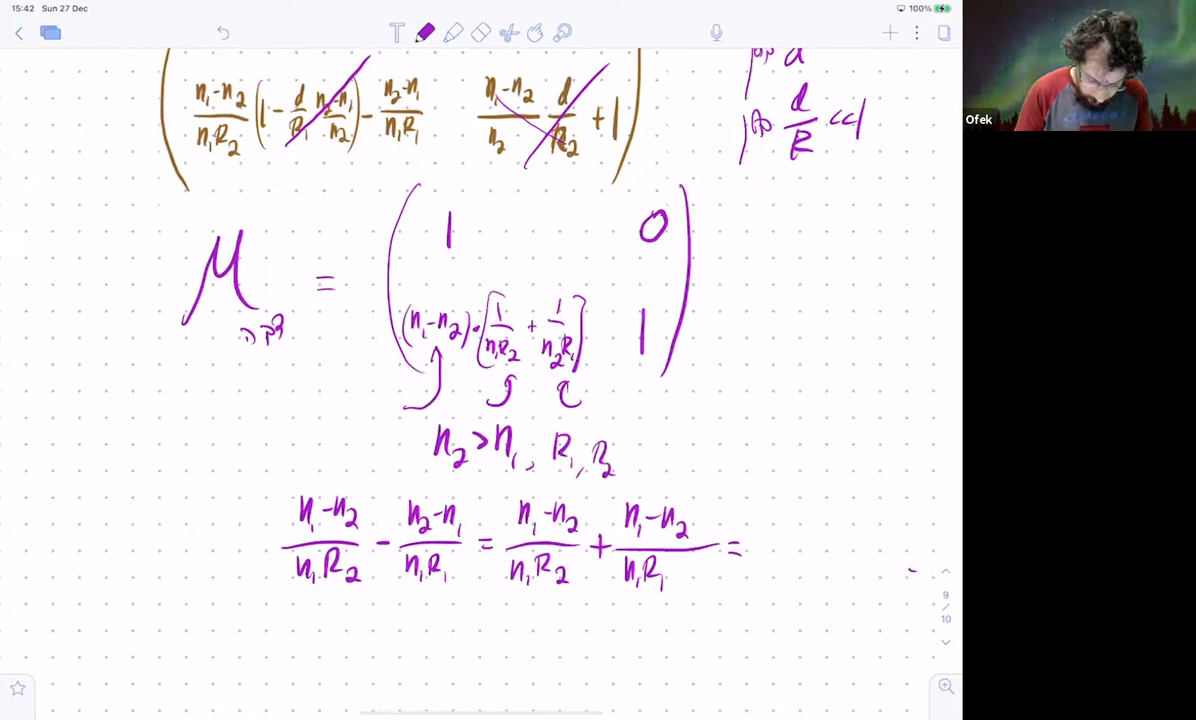 15:42 Sun 27 Dec 100%
d
(n₁-n₂)/(n₁R₂) (1 - d/R₁ (n₂-n₁)/n₂) - (n₂-n₁)/(n₁R₁) (n₁-n₂)/n₂ d/R₂ + 1
d/R <<1
Ofek
1 0
M =
(n₁-n₂)·[1/(n₁R₂) + 1/(n₂R₁)] 1
n₂ > n₁, R₁, R₂
(n₁-n₂)/(n₁R₂) - (n₂-n₁)/(n₁R₁) = (n₁-n₂)/(n₁R₂) + (n₁-n₂)/(n₁R₁) =
9
/
10